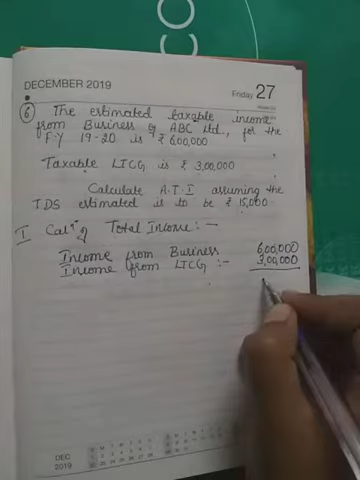 DECEMBER 2019
Friday 27
6 The estimated taxable income
from Business of ABC Ltd., for the
F.Y 19-20 is ₹ 6,00,000
Taxable LTCG is ₹ 3,00,000
Calculate A.T.I assuming the
TDS estimated is to be ₹ 15,000.
I Calⁿ of Total Income :-
Income from Business 6,00,000
Income from LTCG :- 3,00,000
DEC
2019